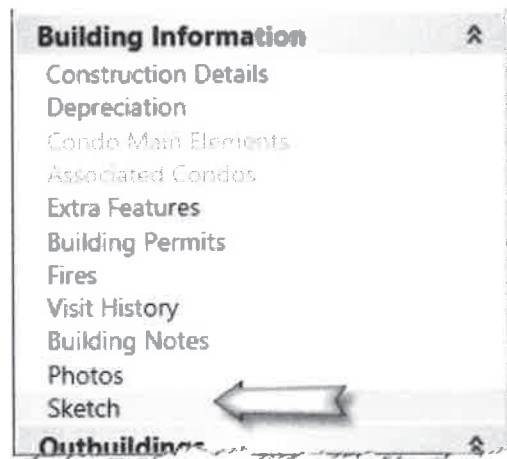 Building Information
Construction Details
Depreciation
Condo Main Elements
Associated Condos
Extra Features
Building Permits
Fires
Visit History
Building Notes
Photos
Sketch
Outbuildings